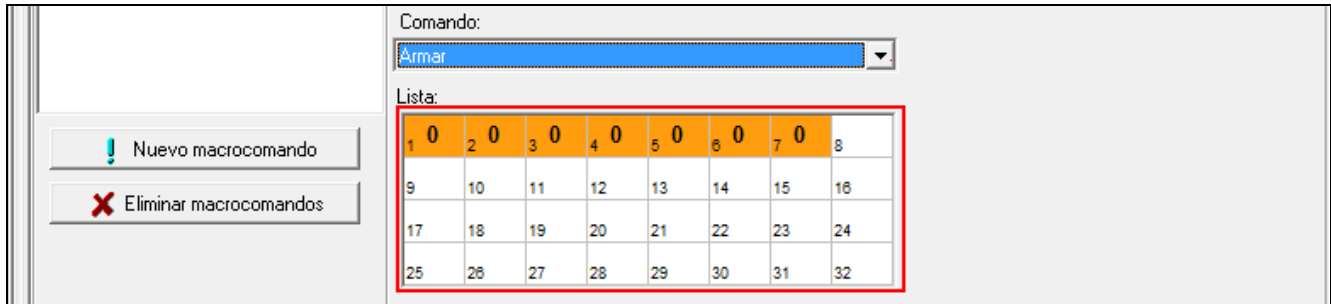 Comando:
Armar
Lista:
1 0 2 0 3 0 4 0 5 0 6 0 7 0 8
Nuevo macrocomando
9 10 11 12 13 14 15 16
Eliminar macrocomandos
17 18 19 20 21 22 23 24
25 26 27 28 29 30 31 32